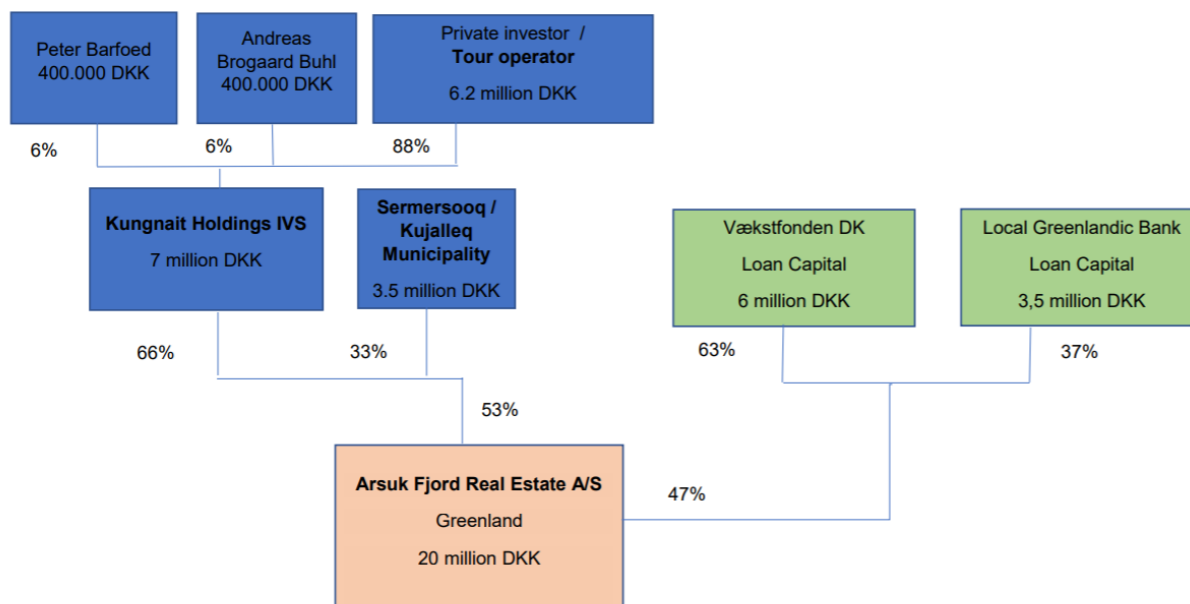 Peter Barfoed
400.000 DKK
Andreas
Brogaard Buhl
400.000 DKK
Private investor /
Tour operator
6.2 million DKK
6%
6%
88%
Kungnait Holdings IVS
7 million DKK
Sermersooq /
Kujalleq
Municipality
3.5 million DKK
Vækstfonden DK
Loan Capital
6 million DKK
Local Greenlandic Bank
Loan Capital
3,5 million DKK
66%
33%
63%
37%
53%
Arsuk Fjord Real Estate A/S
Greenland
20 million DKK
47%